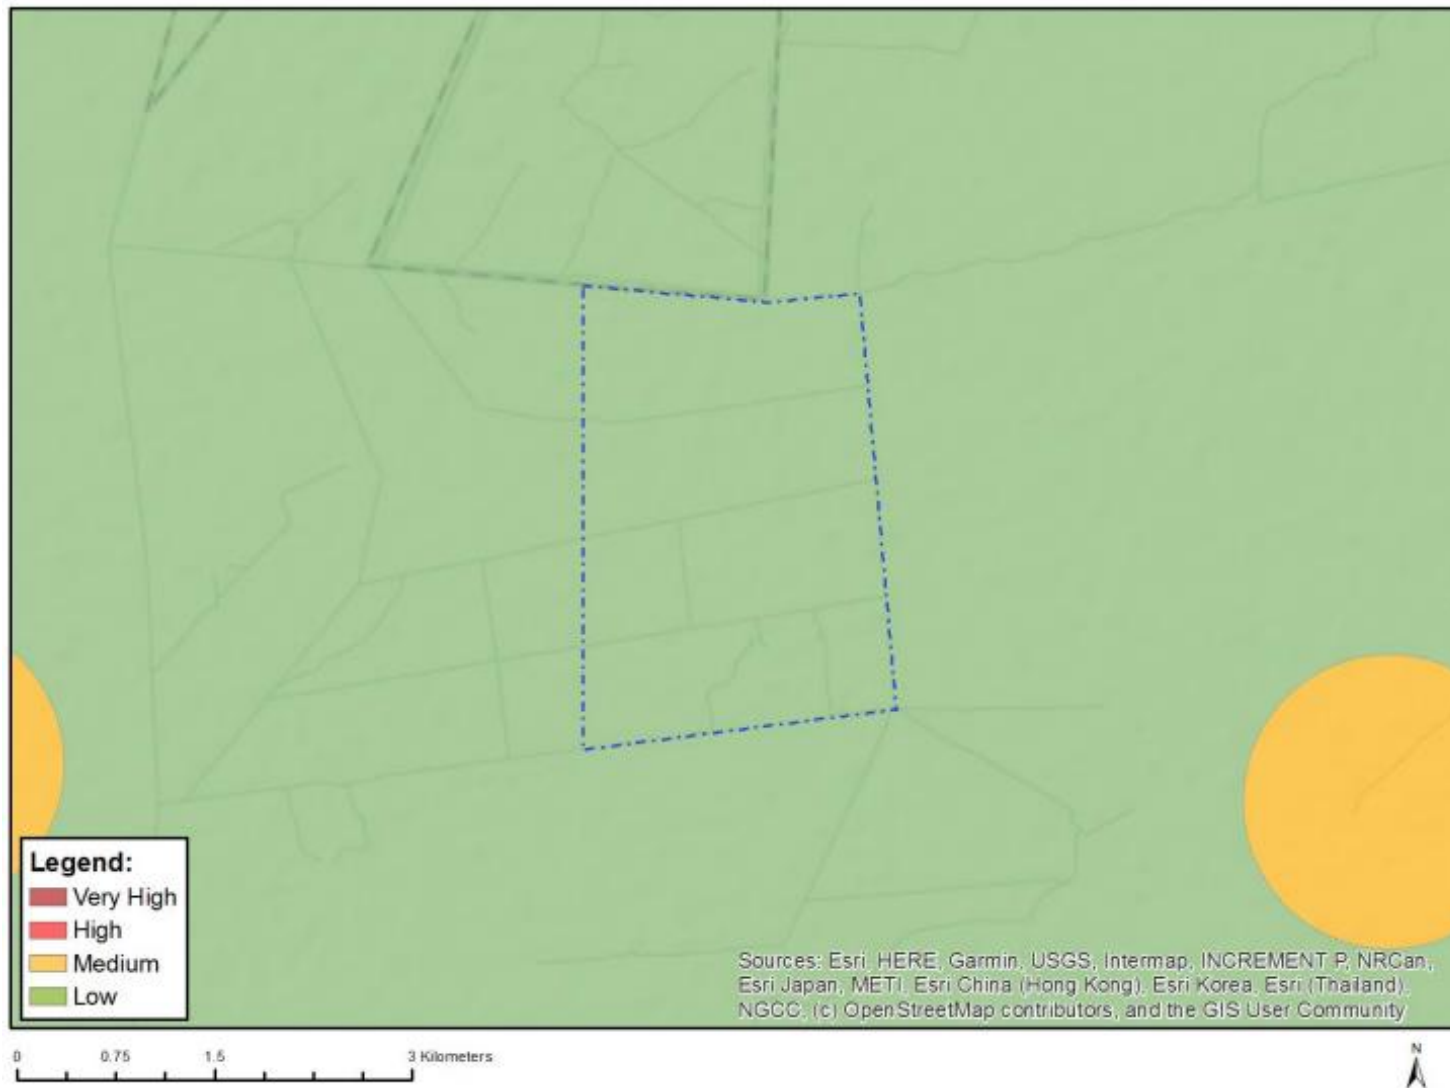 Legend:
Very High
High
Medium
Low
Sources: Esri, HERE, Garmin, USGS, Intermap, INCREMENT P, NRCan,
Esri Japan, METI, Esri China (Hong Kong), Esri Korea, Esri (Thailand),
NGCC, (c) OpenStreetMap contributors, and the GIS User Community
0 0.75 1.5 3 Kilometers
N